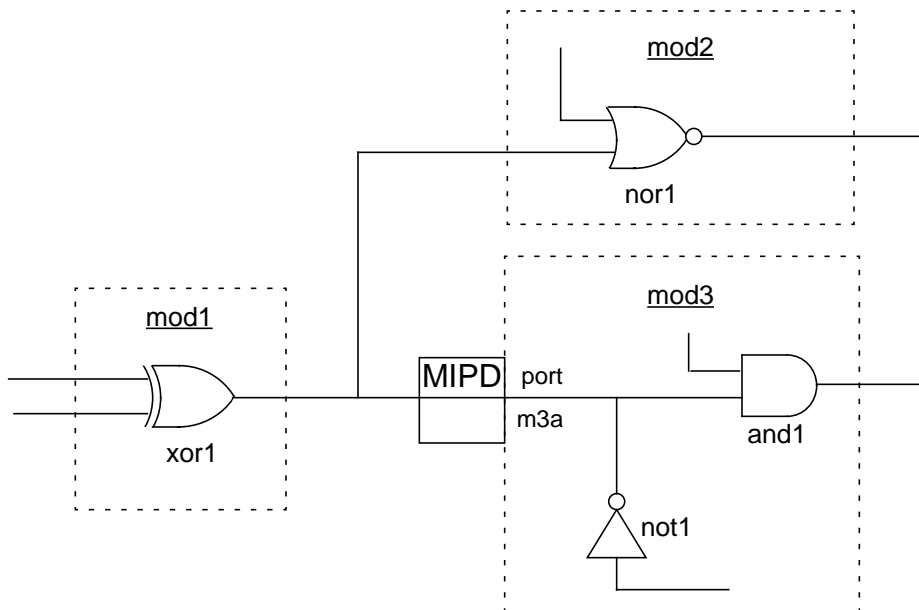 mod2
nor1
mod1
xor1
MIPD
port
m3a
mod3
and1
not1